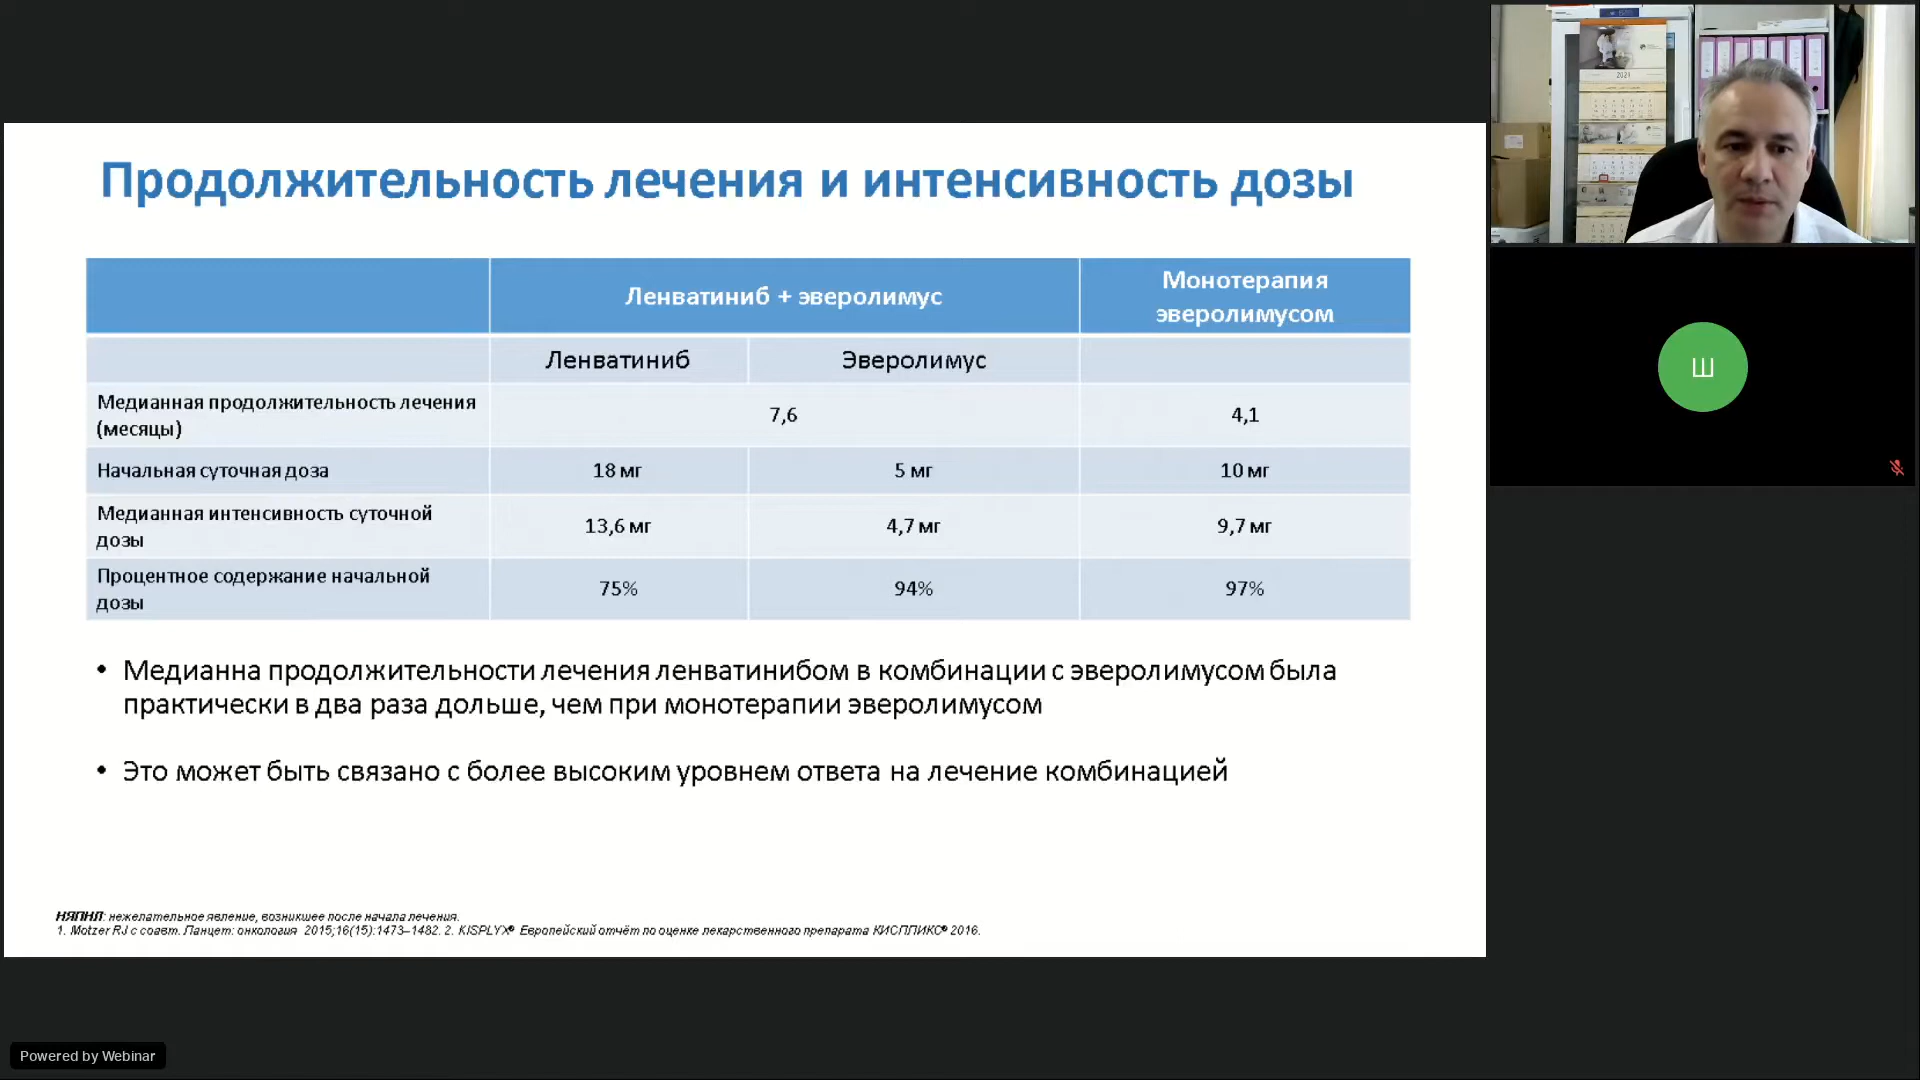 Продолжительность лечения и интенсивность дозы
Ленватиниб + эверолимус
Монотерапия
эверолимусом
Ленватиниб
Эверолимус
Медианная продолжительность лечения
(месяцы)
7,6
4,1
Начальная суточная доза
18 мг
5 мг
10 мг
Медианная интенсивность суточной
дозы
13,6 мг
4,7 мг
9,7 мг
Процентное содержание начальной
дозы
75%
94%
97%
• Медианна продолжительности лечения ленватинибом в комбинации с эверолимусом была
практически в два раза дольше, чем при монотерапии эверолимусом
• Это может быть связано с более высоким уровнем ответа на лечение комбинацией
НЯПНЛ: нежелательное явление, возникшее после начала лечения.
1. Motzer RJ с соавт. Ланцет: онкология 2015;16(15):1473–1482. 2. KISPLYX® Европейский отчёт по оценке лекарственного препарата КИСПЛИКС® 2016.
Ш
Powered by Webinar